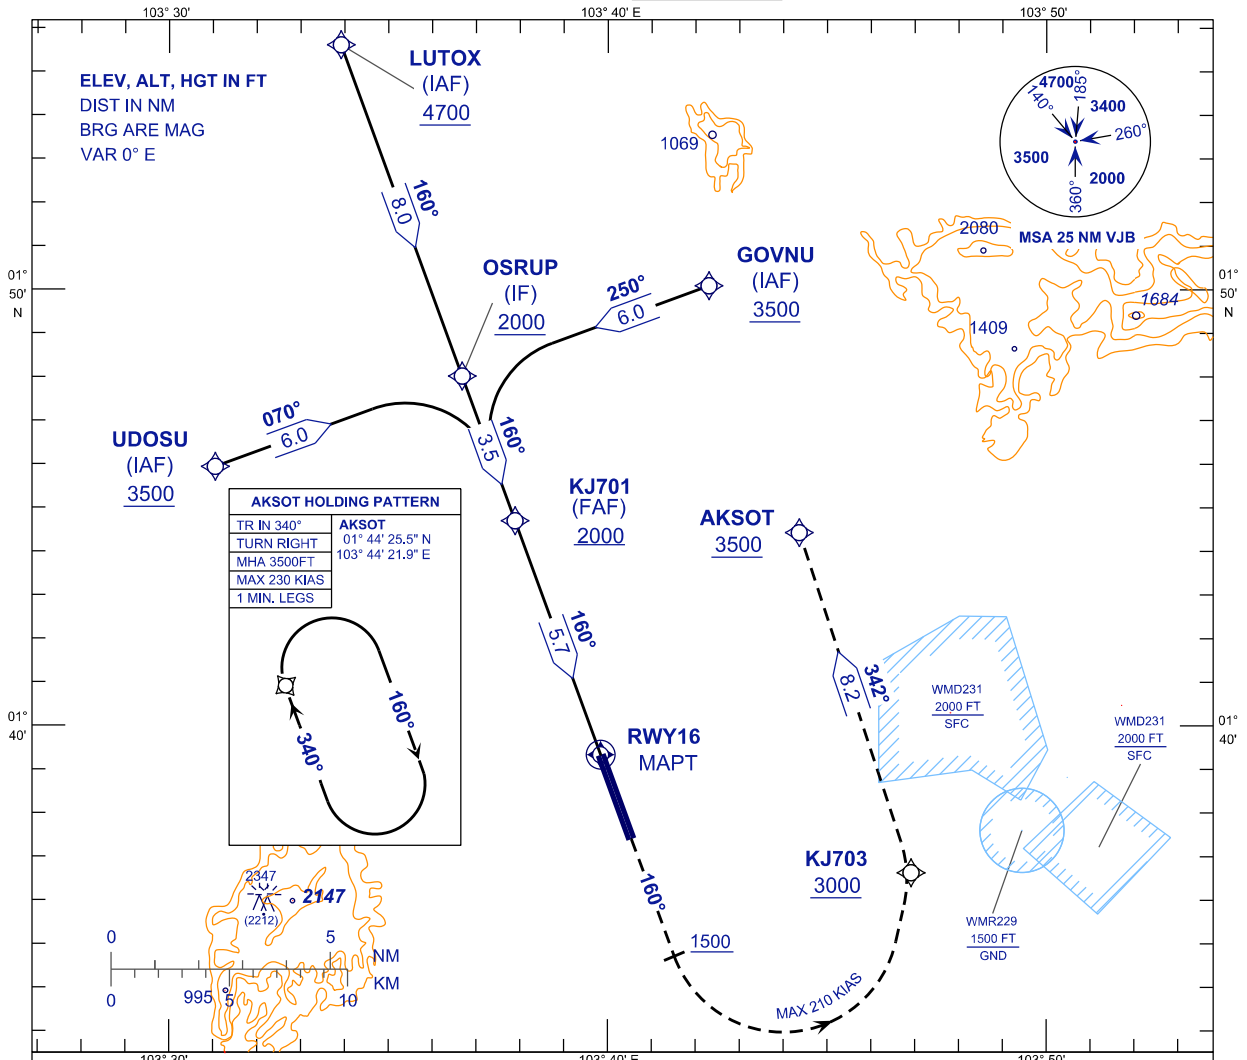 103° 30'
103° 40' E
103° 50'
ELEV, ALT, HGT IN FT
DIST IN NM
BRG ARE MAG
VAR 0° E
LUTOX
(IAF)
4700
1069
4700
140°
185°
3400
260°
3500
2000
360°
MSA 25 NM VJB
160°
8.0
2080
OSRUP
(IF)
2000
GOVNU
(IAF)
3500
250°
6.0
01°
50'
N
01°
50'
N
1684
1409
070°
6.0
UDOSU
(IAF)
3500
160°
3.5
KJ701
(FAF)
2000
AKSOT
3500
AKSOT HOLDING PATTERN
TR IN 340°
TURN RIGHT
MHA 3500FT
MAX 230 KIAS
1 MIN. LEGS
AKSOT
01° 44' 25.5" N
103° 44' 21.9" E
160°
340°
160°
5.7
342°
8.2
WMD231
2000 FT
SFC
WMD231
2000 FT
SFC
01°
40'
01°
40'
RWY16
MAPT
KJ703
3000
160°
2347
2147
(2212)
1500
WMR229
1500 FT
GND
MAX 210 KIAS
0
5
NM
KM
0
995
5
10
103° 30'
103° 40' E
103° 50'